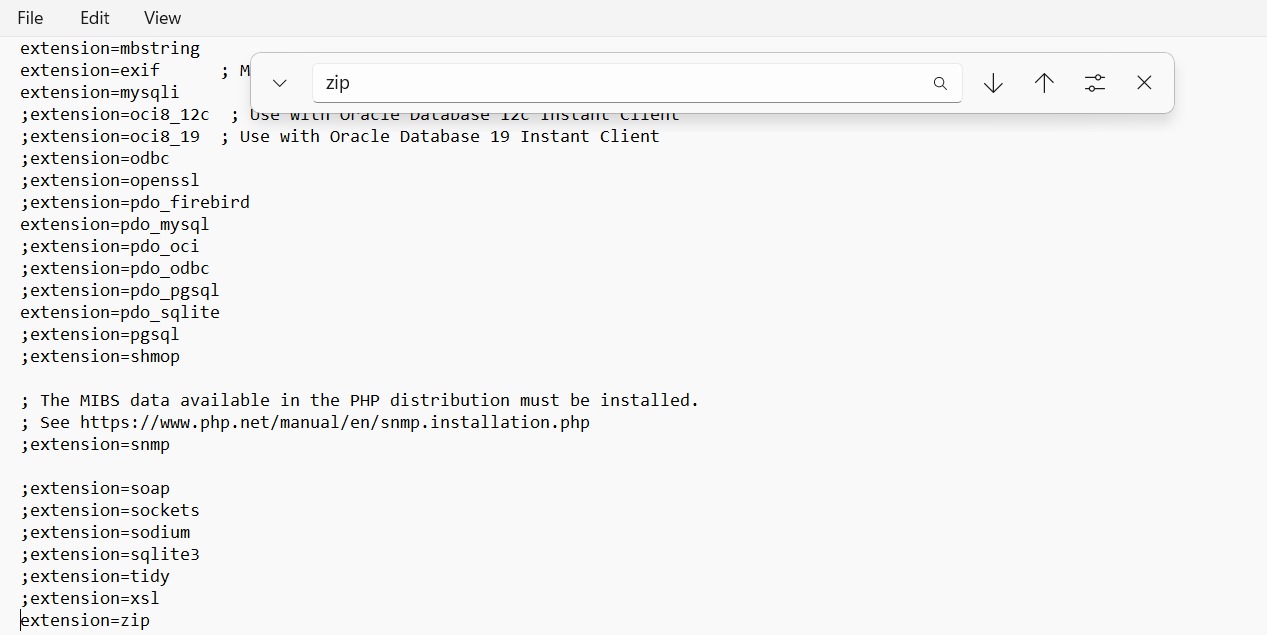 File Edit View
extension=mbstring
zip
extension=exif      ; M
extension=mysqli
;extension=oci8_12c  ; Use with Oracle Database 12c Instant Client
;extension=oci8_19  ; Use with Oracle Database 19 Instant Client
;extension=odbc
;extension=openssl
;extension=pdo_firebird
extension=pdo_mysql
;extension=pdo_oci
;extension=pdo_odbc
;extension=pdo_pgsql
extension=pdo_sqlite
;extension=pgsql
;extension=shmop
; The MIBS data available in the PHP distribution must be installed.
; See https://www.php.net/manual/en/snmp.installation.php
;extension=snmp
;extension=soap
;extension=sockets
;extension=sodium
;extension=sqlite3
;extension=tidy
;extension=xsl
extension=zip